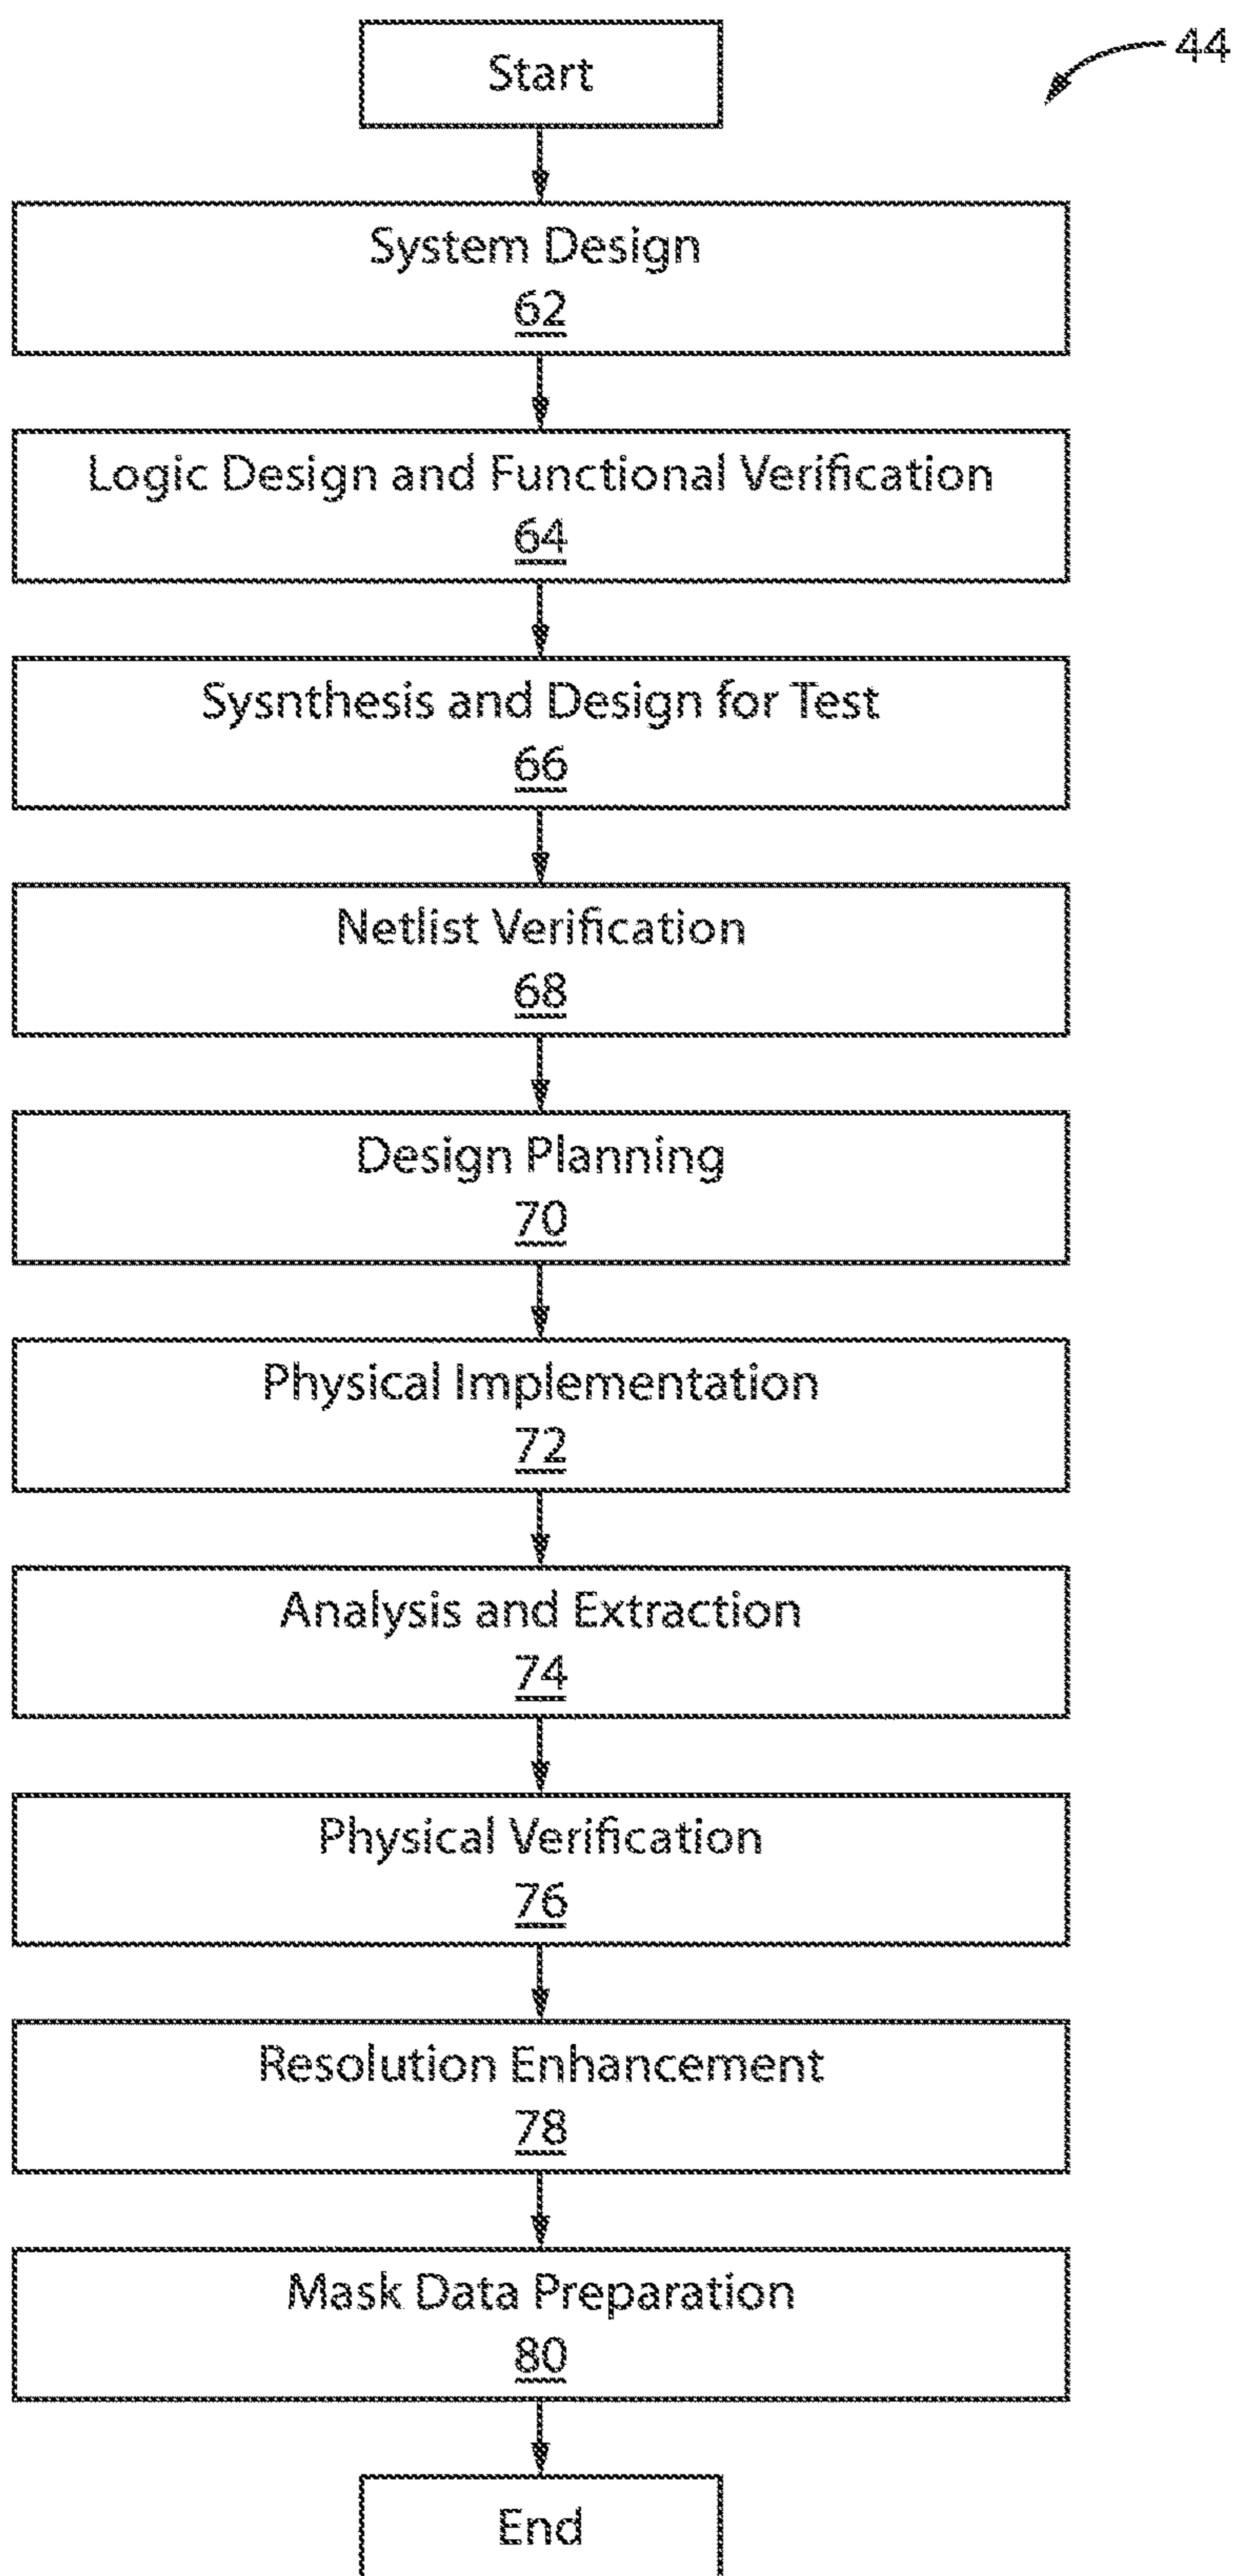 Start
44
System Design
62
Logic Design and Functional Verification
64
Sysnthesis and Design for Test
66
Netlist Verification
68
Design Planning
70
Physical Implementation
72
Analysis and Extraction
74
Physical Verification
76
Resolution Enhancement
78
Mask Data Preparation
80
End